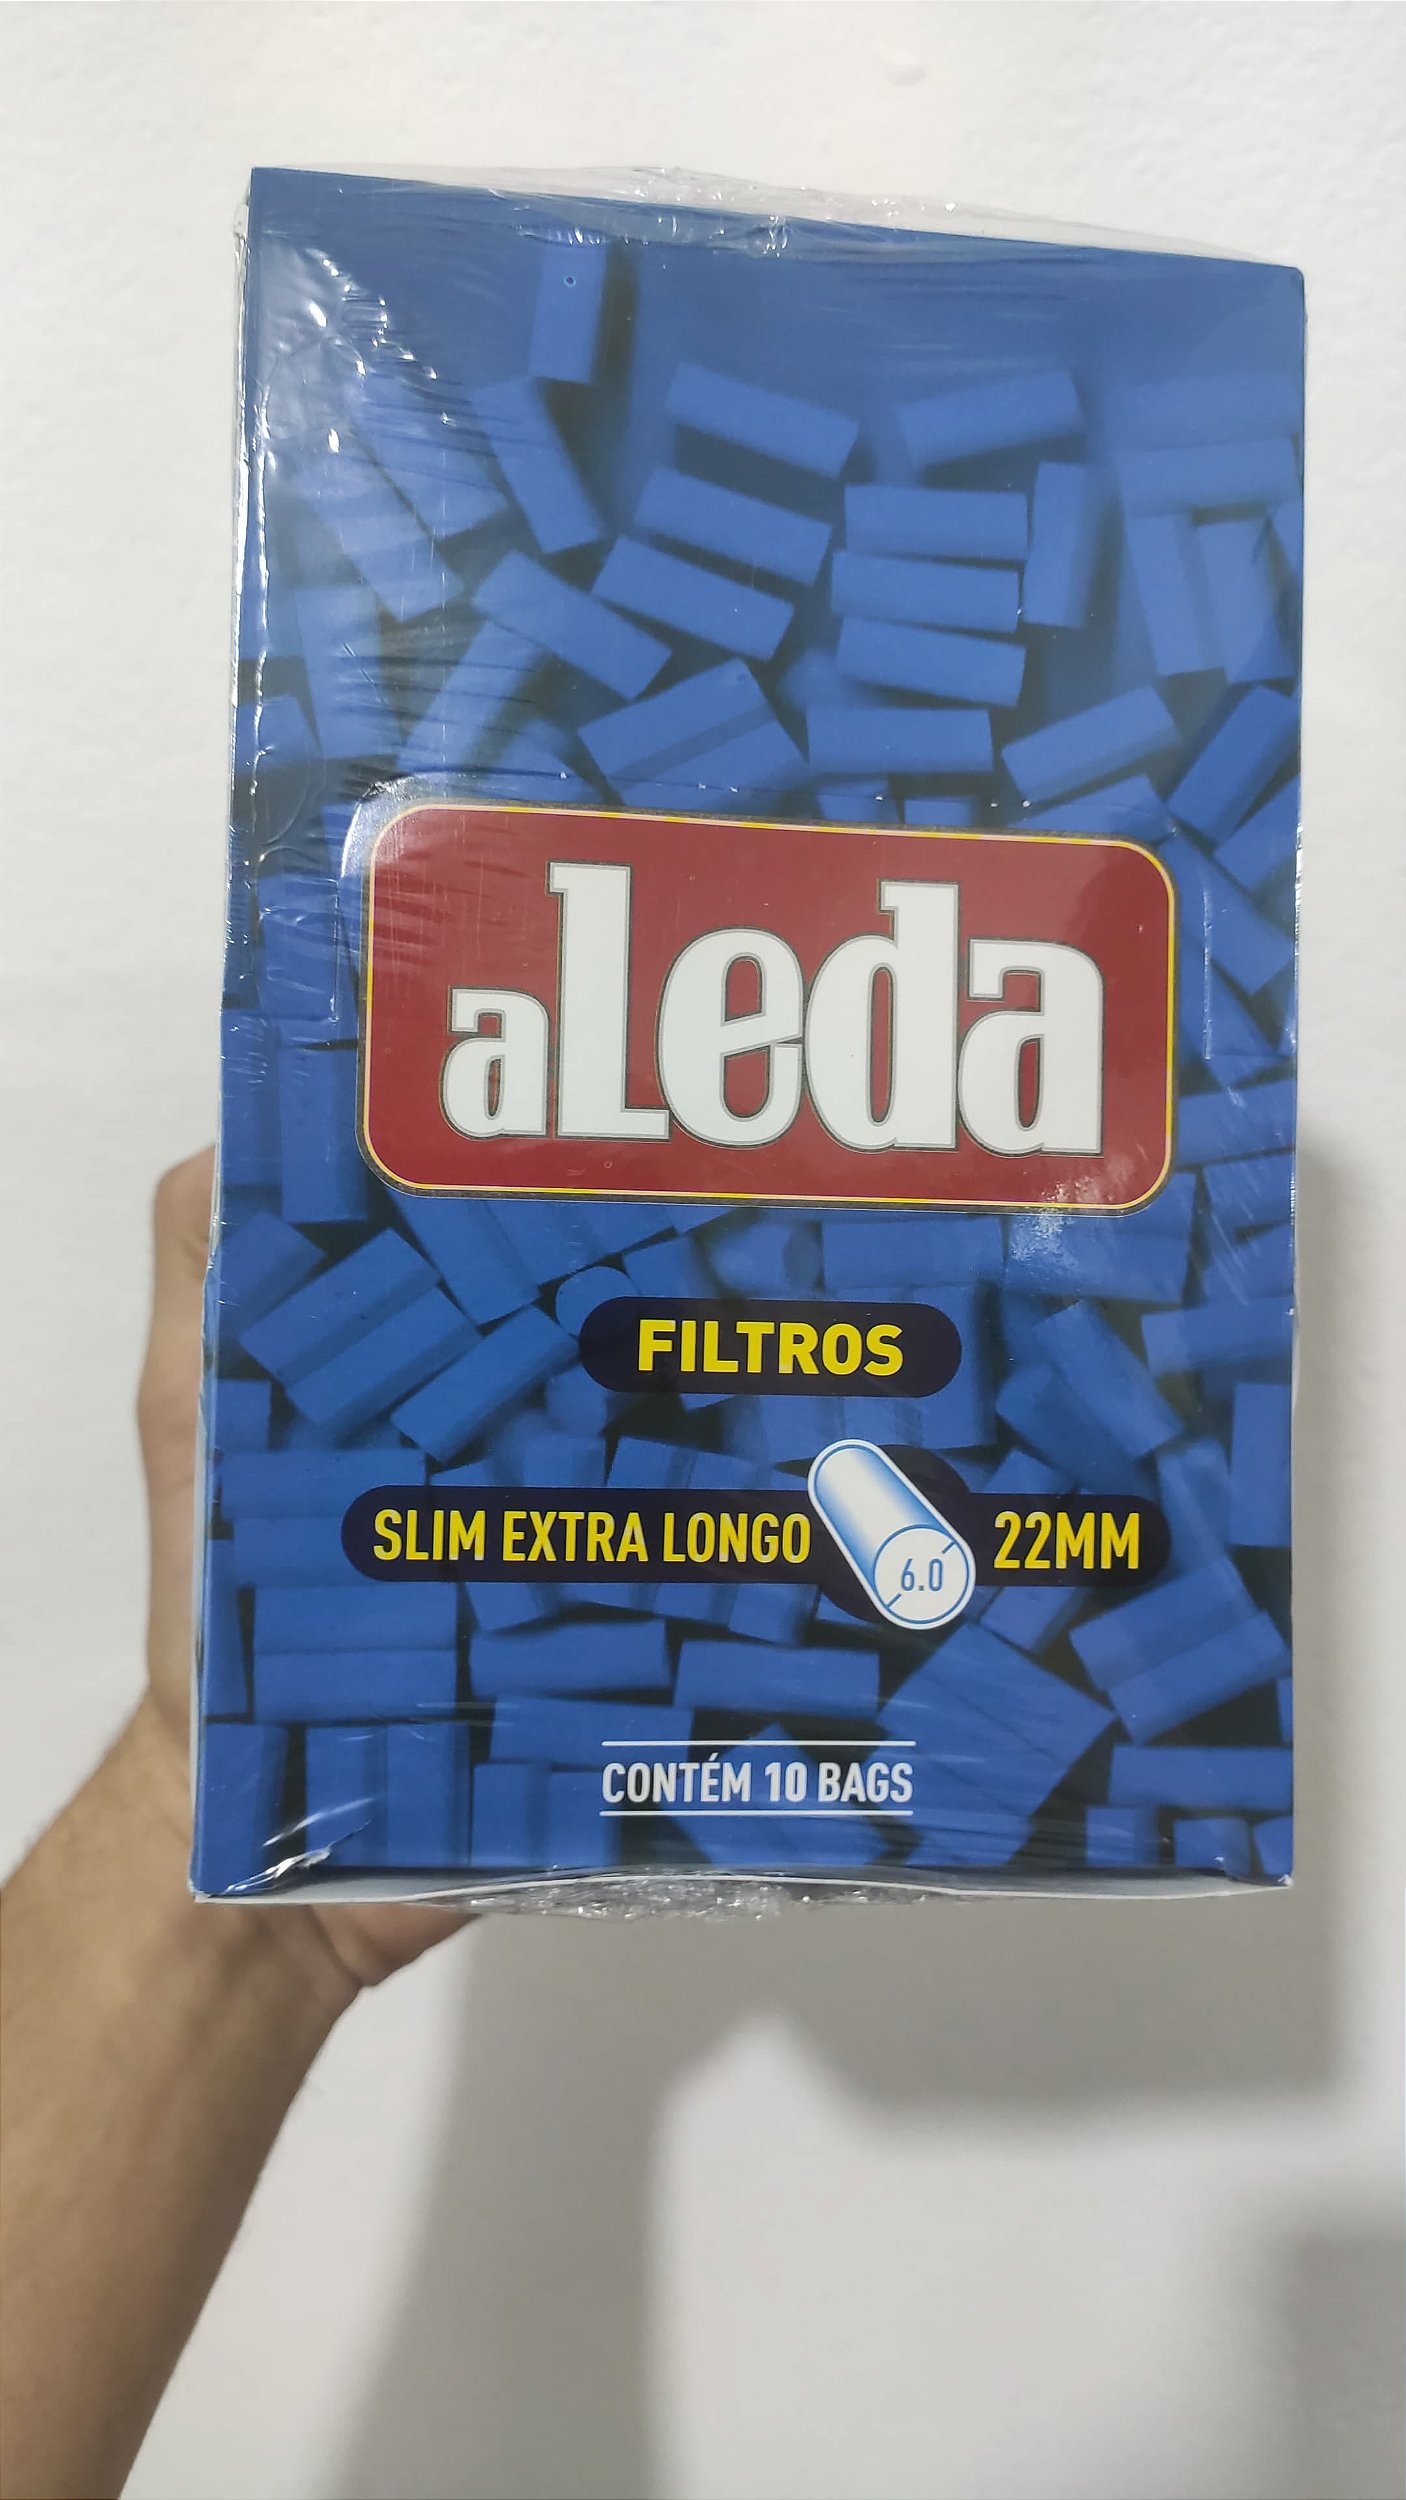 aLeda
FILTROS
SLIM EXTRA LONGO 6.0 22MM
CONTÉM 10 BAGS